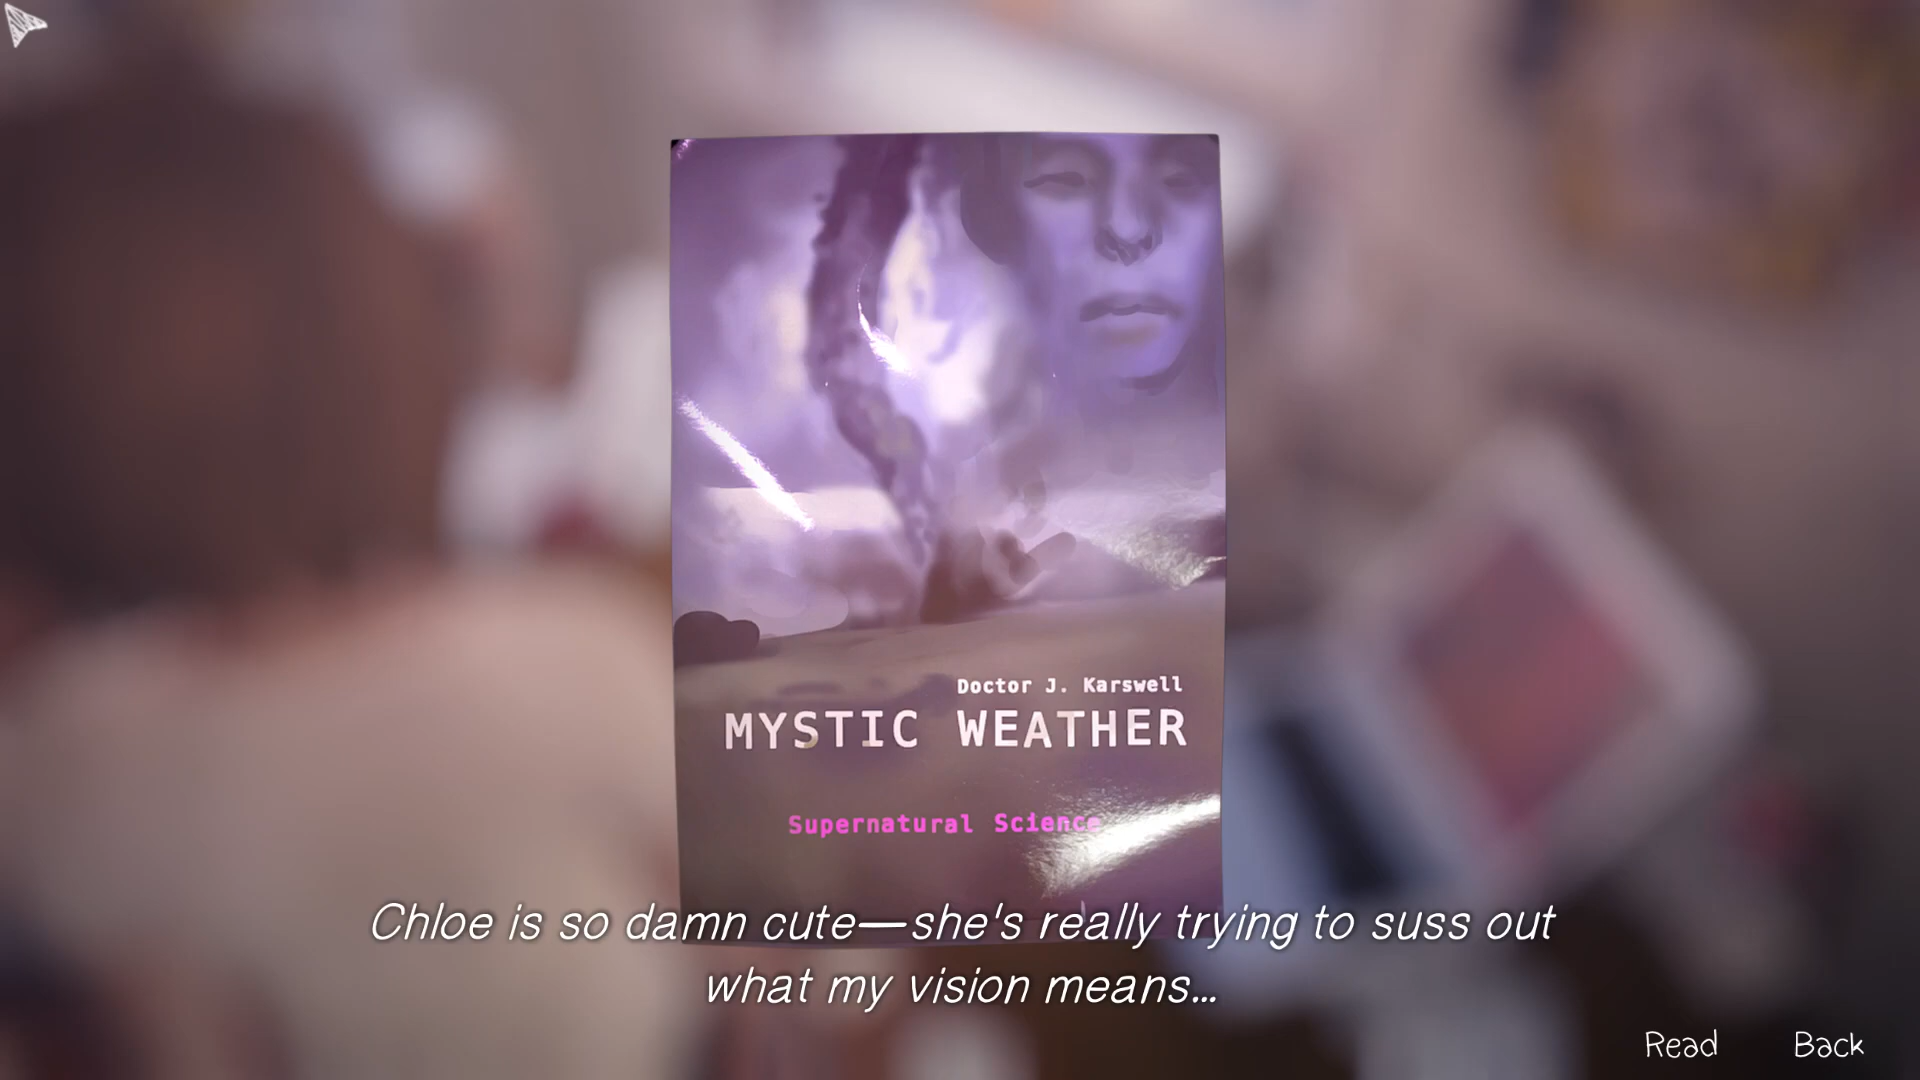 Doctor J. Karswell
MYSTIC WEATHER
Supernatural Science
Chloe is so damn cute—she's really trying to suss out
what my vision means...
Read Back